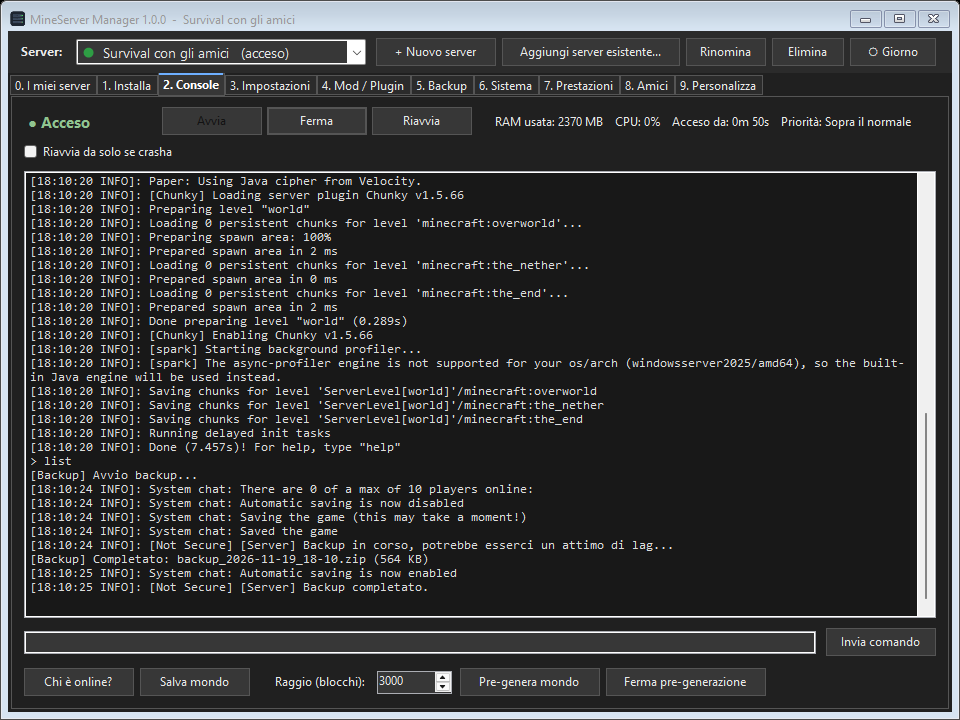 MineServer Manager 1.0.0 - Survival con gli amici
Server: Survival con gli amici (acceso) + Nuovo server Aggiungi server esistente... Rinomina Elimina Giorno
0. I miei server 1. Installa 2. Console 3. Impostazioni 4. Mod / Plugin 5. Backup 6. Sistema 7. Prestazioni 8. Amici 9. Personalizza
● Acceso Avvia Ferma Riavvia RAM usata: 2370 MB CPU: 0% Acceso da: 0m 50s Priorità: Sopra il normale
Riavvia da solo se crasha
[18:10:20 INFO]: Paper: Using Java cipher from Velocity.
[18:10:20 INFO]: [Chunky] Loading server plugin Chunky v1.5.66
[18:10:20 INFO]: Preparing level "world"
[18:10:20 INFO]: Loading 0 persistent chunks for level 'minecraft:overworld'...
[18:10:20 INFO]: Preparing spawn area: 100%
[18:10:20 INFO]: Prepared spawn area in 2 ms
[18:10:20 INFO]: Loading 0 persistent chunks for level 'minecraft:the_nether'...
[18:10:20 INFO]: Prepared spawn area in 0 ms
[18:10:20 INFO]: Loading 0 persistent chunks for level 'minecraft:the_end'...
[18:10:20 INFO]: Prepared spawn area in 2 ms
[18:10:20 INFO]: Done preparing level "world" (0.289s)
[18:10:20 INFO]: [Chunky] Enabling Chunky v1.5.66
[18:10:20 INFO]: [spark] Starting background profiler...
[18:10:20 INFO]: [spark] The async-profiler engine is not supported for your os/arch (windowsserver2025/amd64), so the built-
in Java engine will be used instead.
[18:10:20 INFO]: Saving chunks for level 'ServerLevel[world]'/minecraft:overworld
[18:10:20 INFO]: Saving chunks for level 'ServerLevel[world]'/minecraft:the_nether
[18:10:20 INFO]: Saving chunks for level 'ServerLevel[world]'/minecraft:the_end
[18:10:20 INFO]: Running delayed init tasks
[18:10:20 INFO]: Done (7.457s)! For help, type "help"
> list
[Backup] Avvio backup...
[18:10:24 INFO]: System chat: There are 0 of a max of 10 players online:
[18:10:24 INFO]: System chat: Automatic saving is now disabled
[18:10:24 INFO]: System chat: Saving the game (this may take a moment!)
[18:10:24 INFO]: System chat: Saved the game
[18:10:24 INFO]: [Not Secure] [Server] Backup in corso, potrebbe esserci un attimo di lag...
[Backup] Completato: backup_2026-11-19_18-10.zip (564 KB)
[18:10:25 INFO]: System chat: Automatic saving is now enabled
[18:10:25 INFO]: [Not Secure] [Server] Backup completato.
Invia comando
Chi è online? Salva mondo Raggio (blocchi): 3000 Pre-genera mondo Ferma pre-generazione